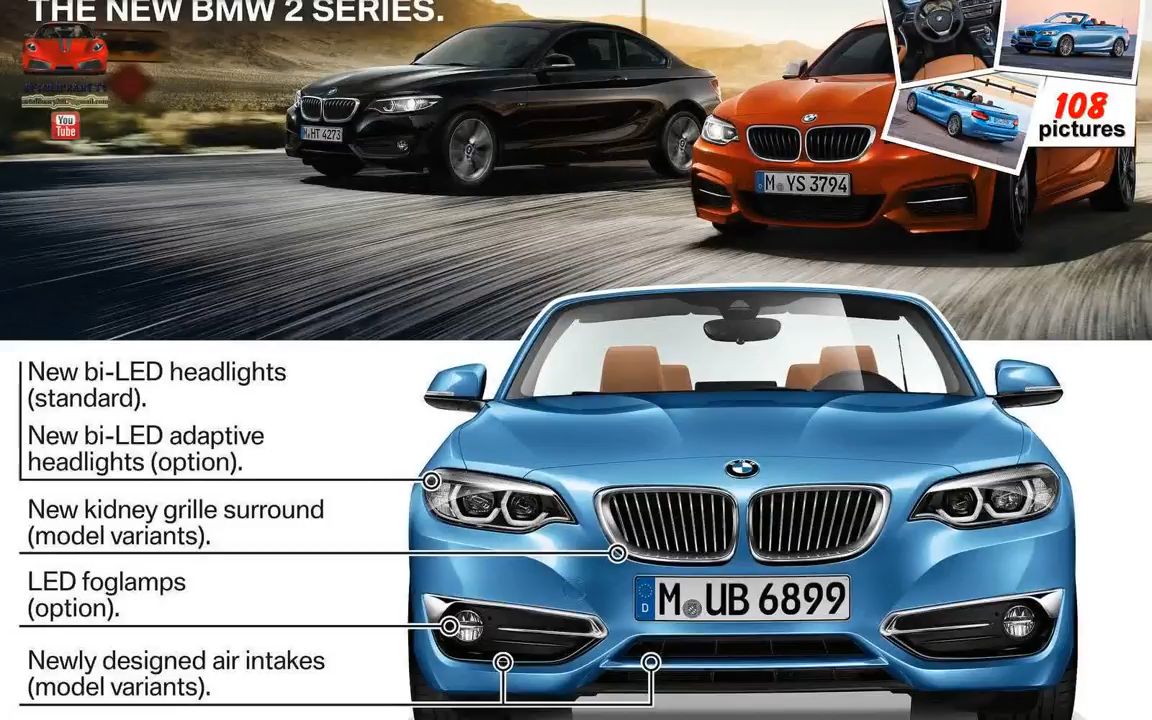 THE NEW BMW 2 SERIES.
You
Tube
108
pictures
M HT 4273
M YS 3794
New bi-LED headlights
(standard).
New bi-LED adaptive
headlights (option).
New kidney grille surround
(model variants).
LED foglamps
(option).
Newly designed air intakes
(model variants).
D
M UB 6899